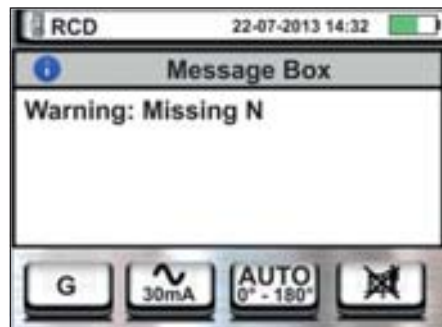 RCD 22-07-2013 14:32
Message Box
Warning: Missing N
G
30mA
AUTO
0° - 180°